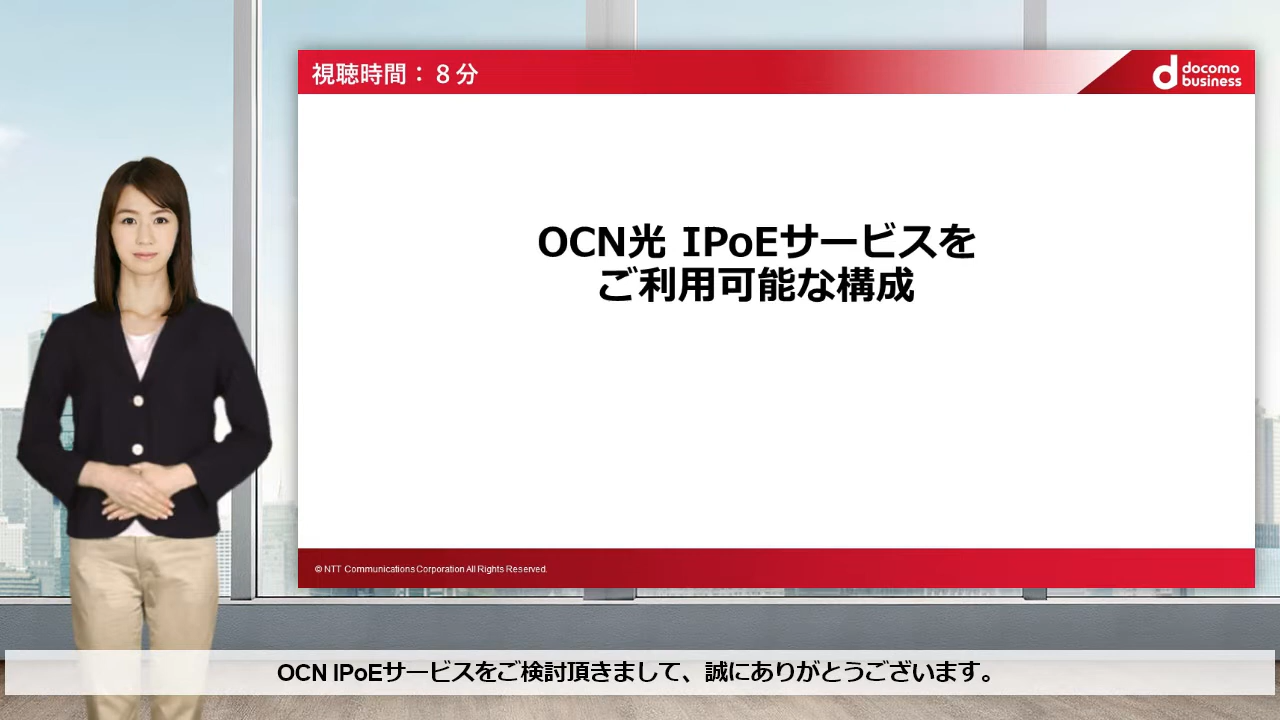 視聴時間：８分
docomo
business
OCN光 IPoEサービスを
ご利用可能な構成
© NTT Communications Corporation All Rights Reserved.
OCN IPoEサービスをご検討頂きまして、誠にありがとうございます。